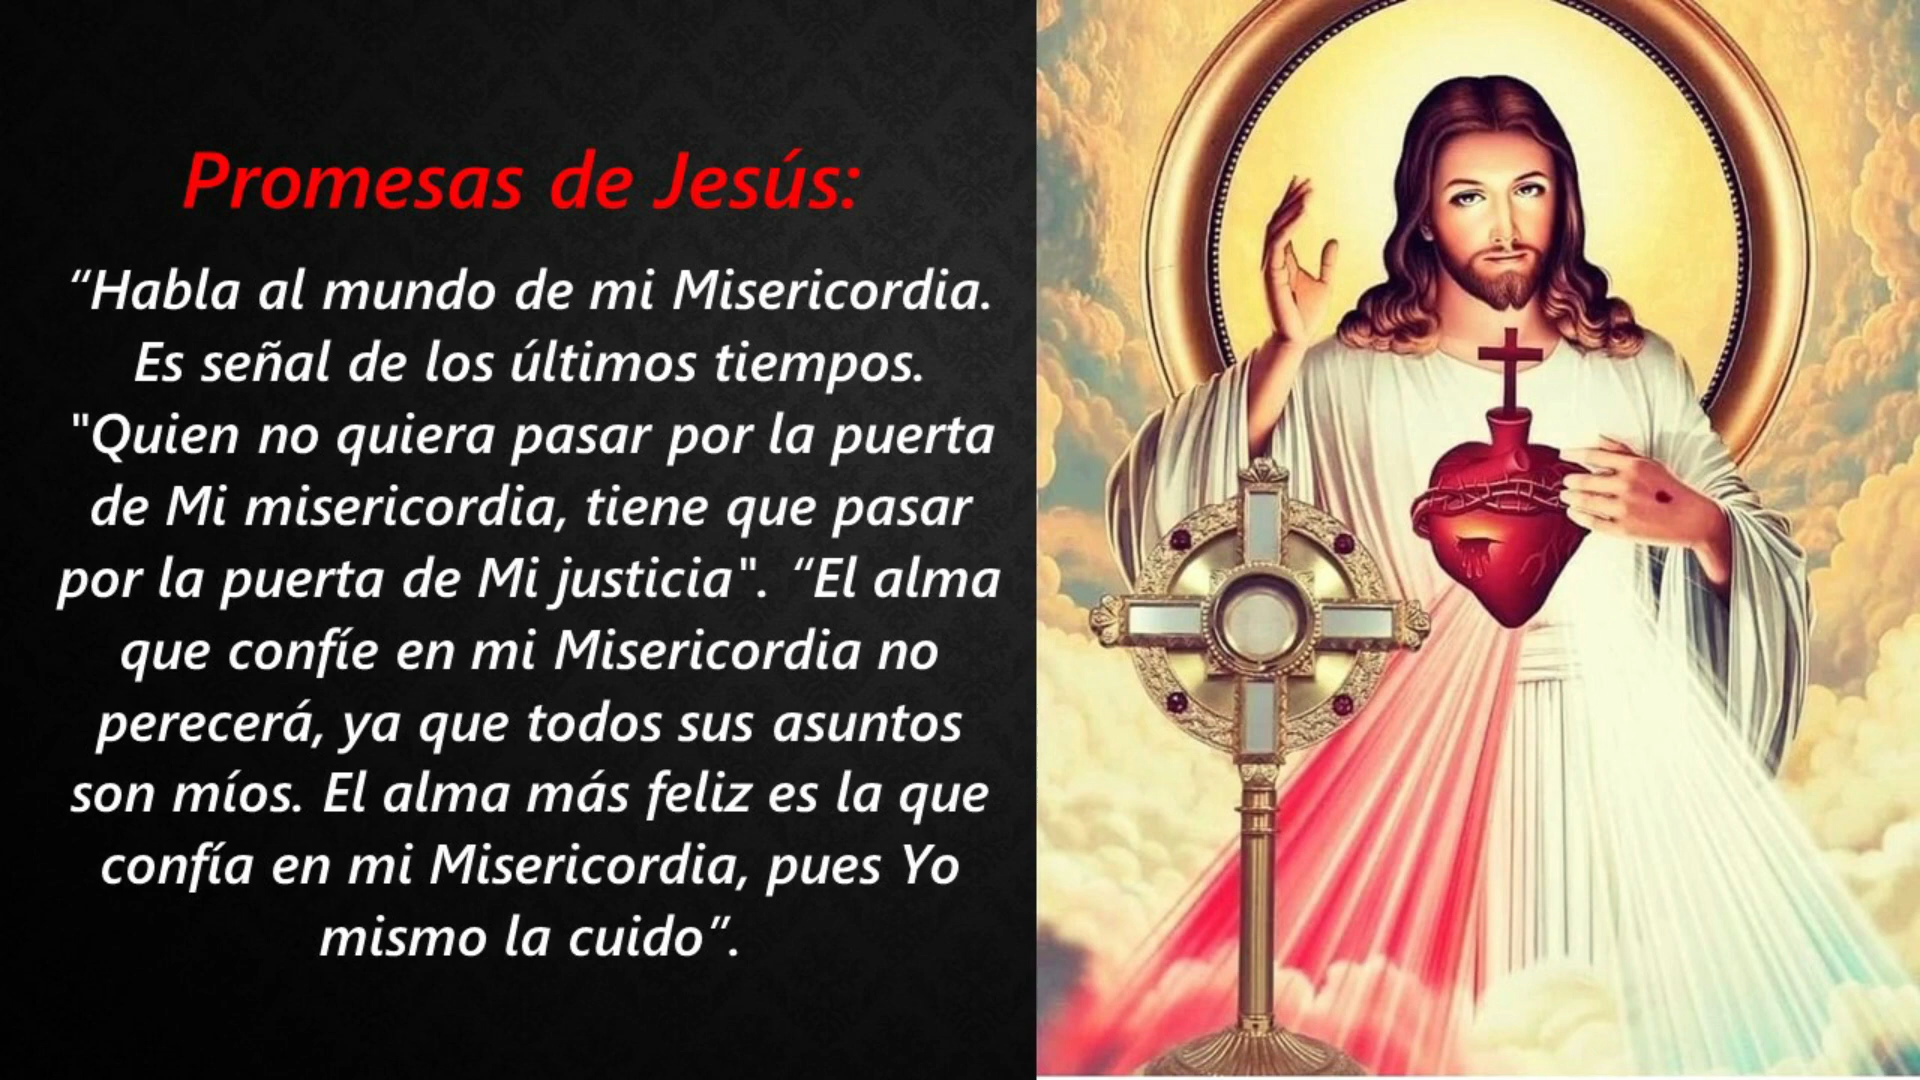 Promesas de Jesús:
“Habla al mundo de mi Misericordia.
Es señal de los últimos tiempos.
"Quien no quiera pasar por la puerta
de Mi misericordia, tiene que pasar
por la puerta de Mi justicia". “El alma
que confíe en mi Misericordia no
perecerá, ya que todos sus asuntos
son míos. El alma más feliz es la que
confía en mi Misericordia, pues Yo
mismo la cuido”.